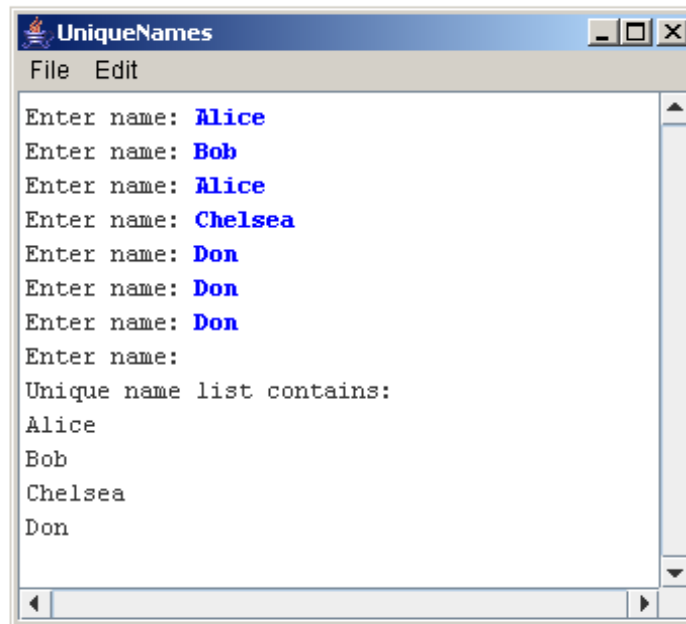 UniqueNames
File Edit
Enter name: Alice
Enter name: Bob
Enter name: Alice
Enter name: Chelsea
Enter name: Don
Enter name: Don
Enter name: Don
Enter name:
Unique name list contains:
Alice
Bob
Chelsea
Don